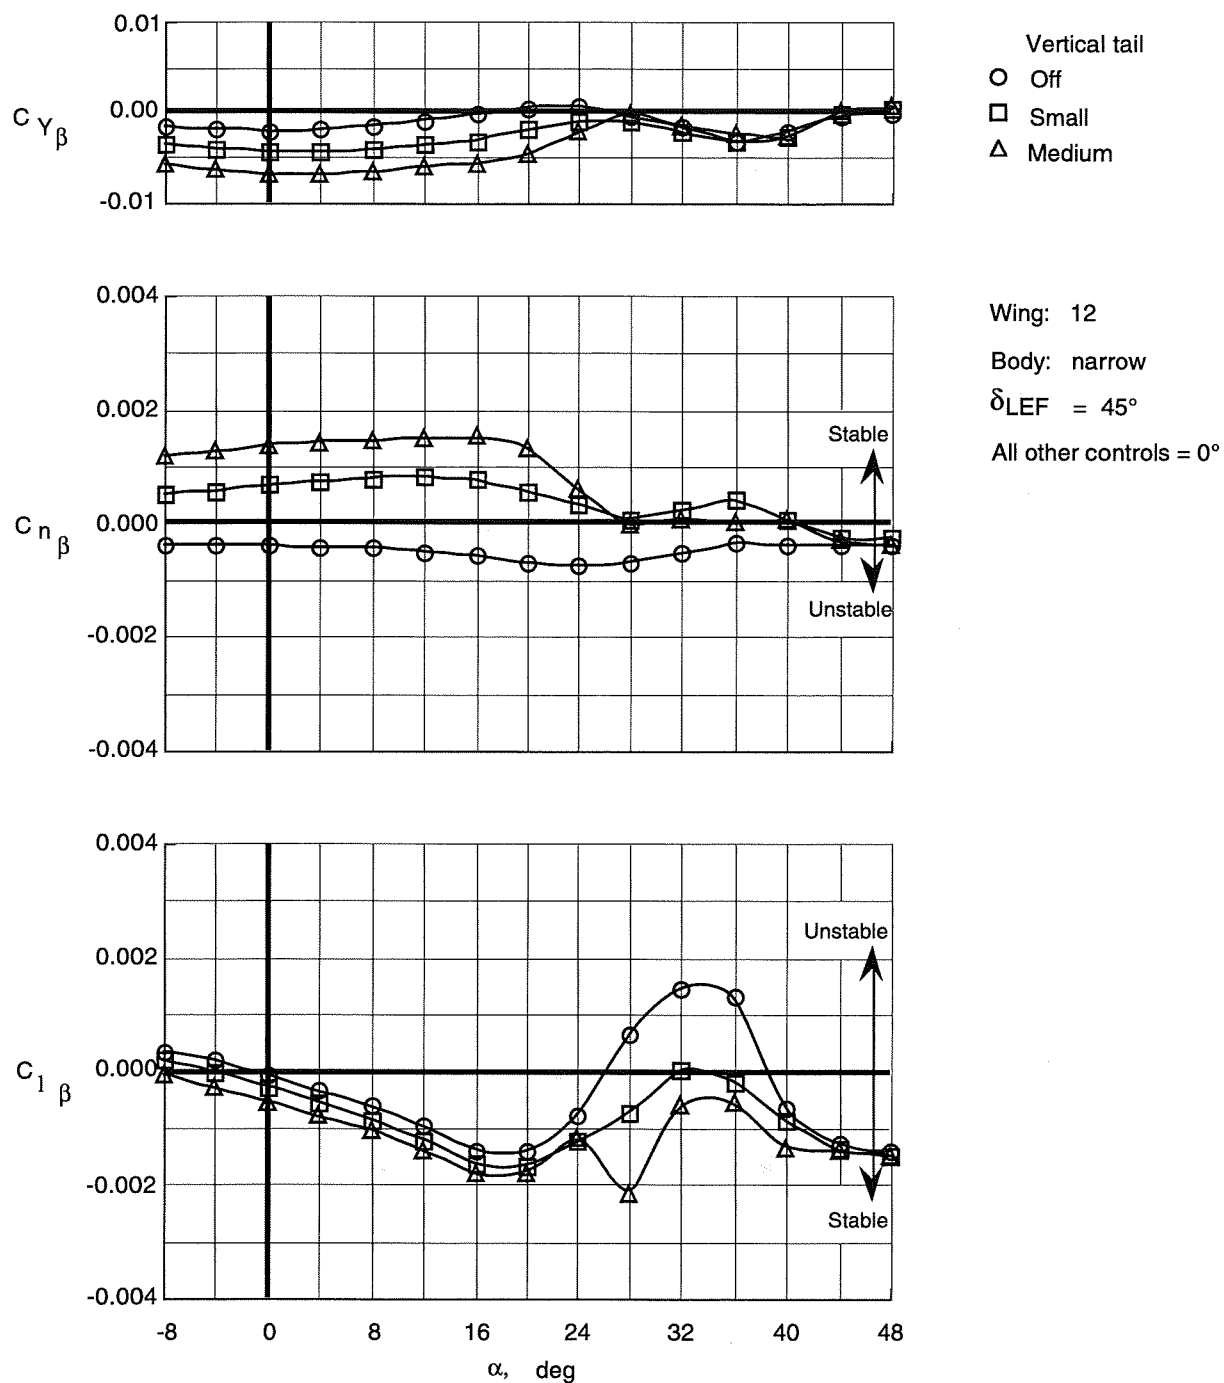 0.01
0.00
-0.01
C Yβ
Vertical tail
Off
Small
Medium
0.004
0.002
0.000
-0.002
-0.004
C n β
Stable
Unstable
Wing: 12
Body: narrow
δLEF = 45°
All other controls = 0°
0.004
0.002
0.000
-0.002
-0.004
C l β
Unstable
Stable
-8 0 8 16 24 32 40 48
α, deg